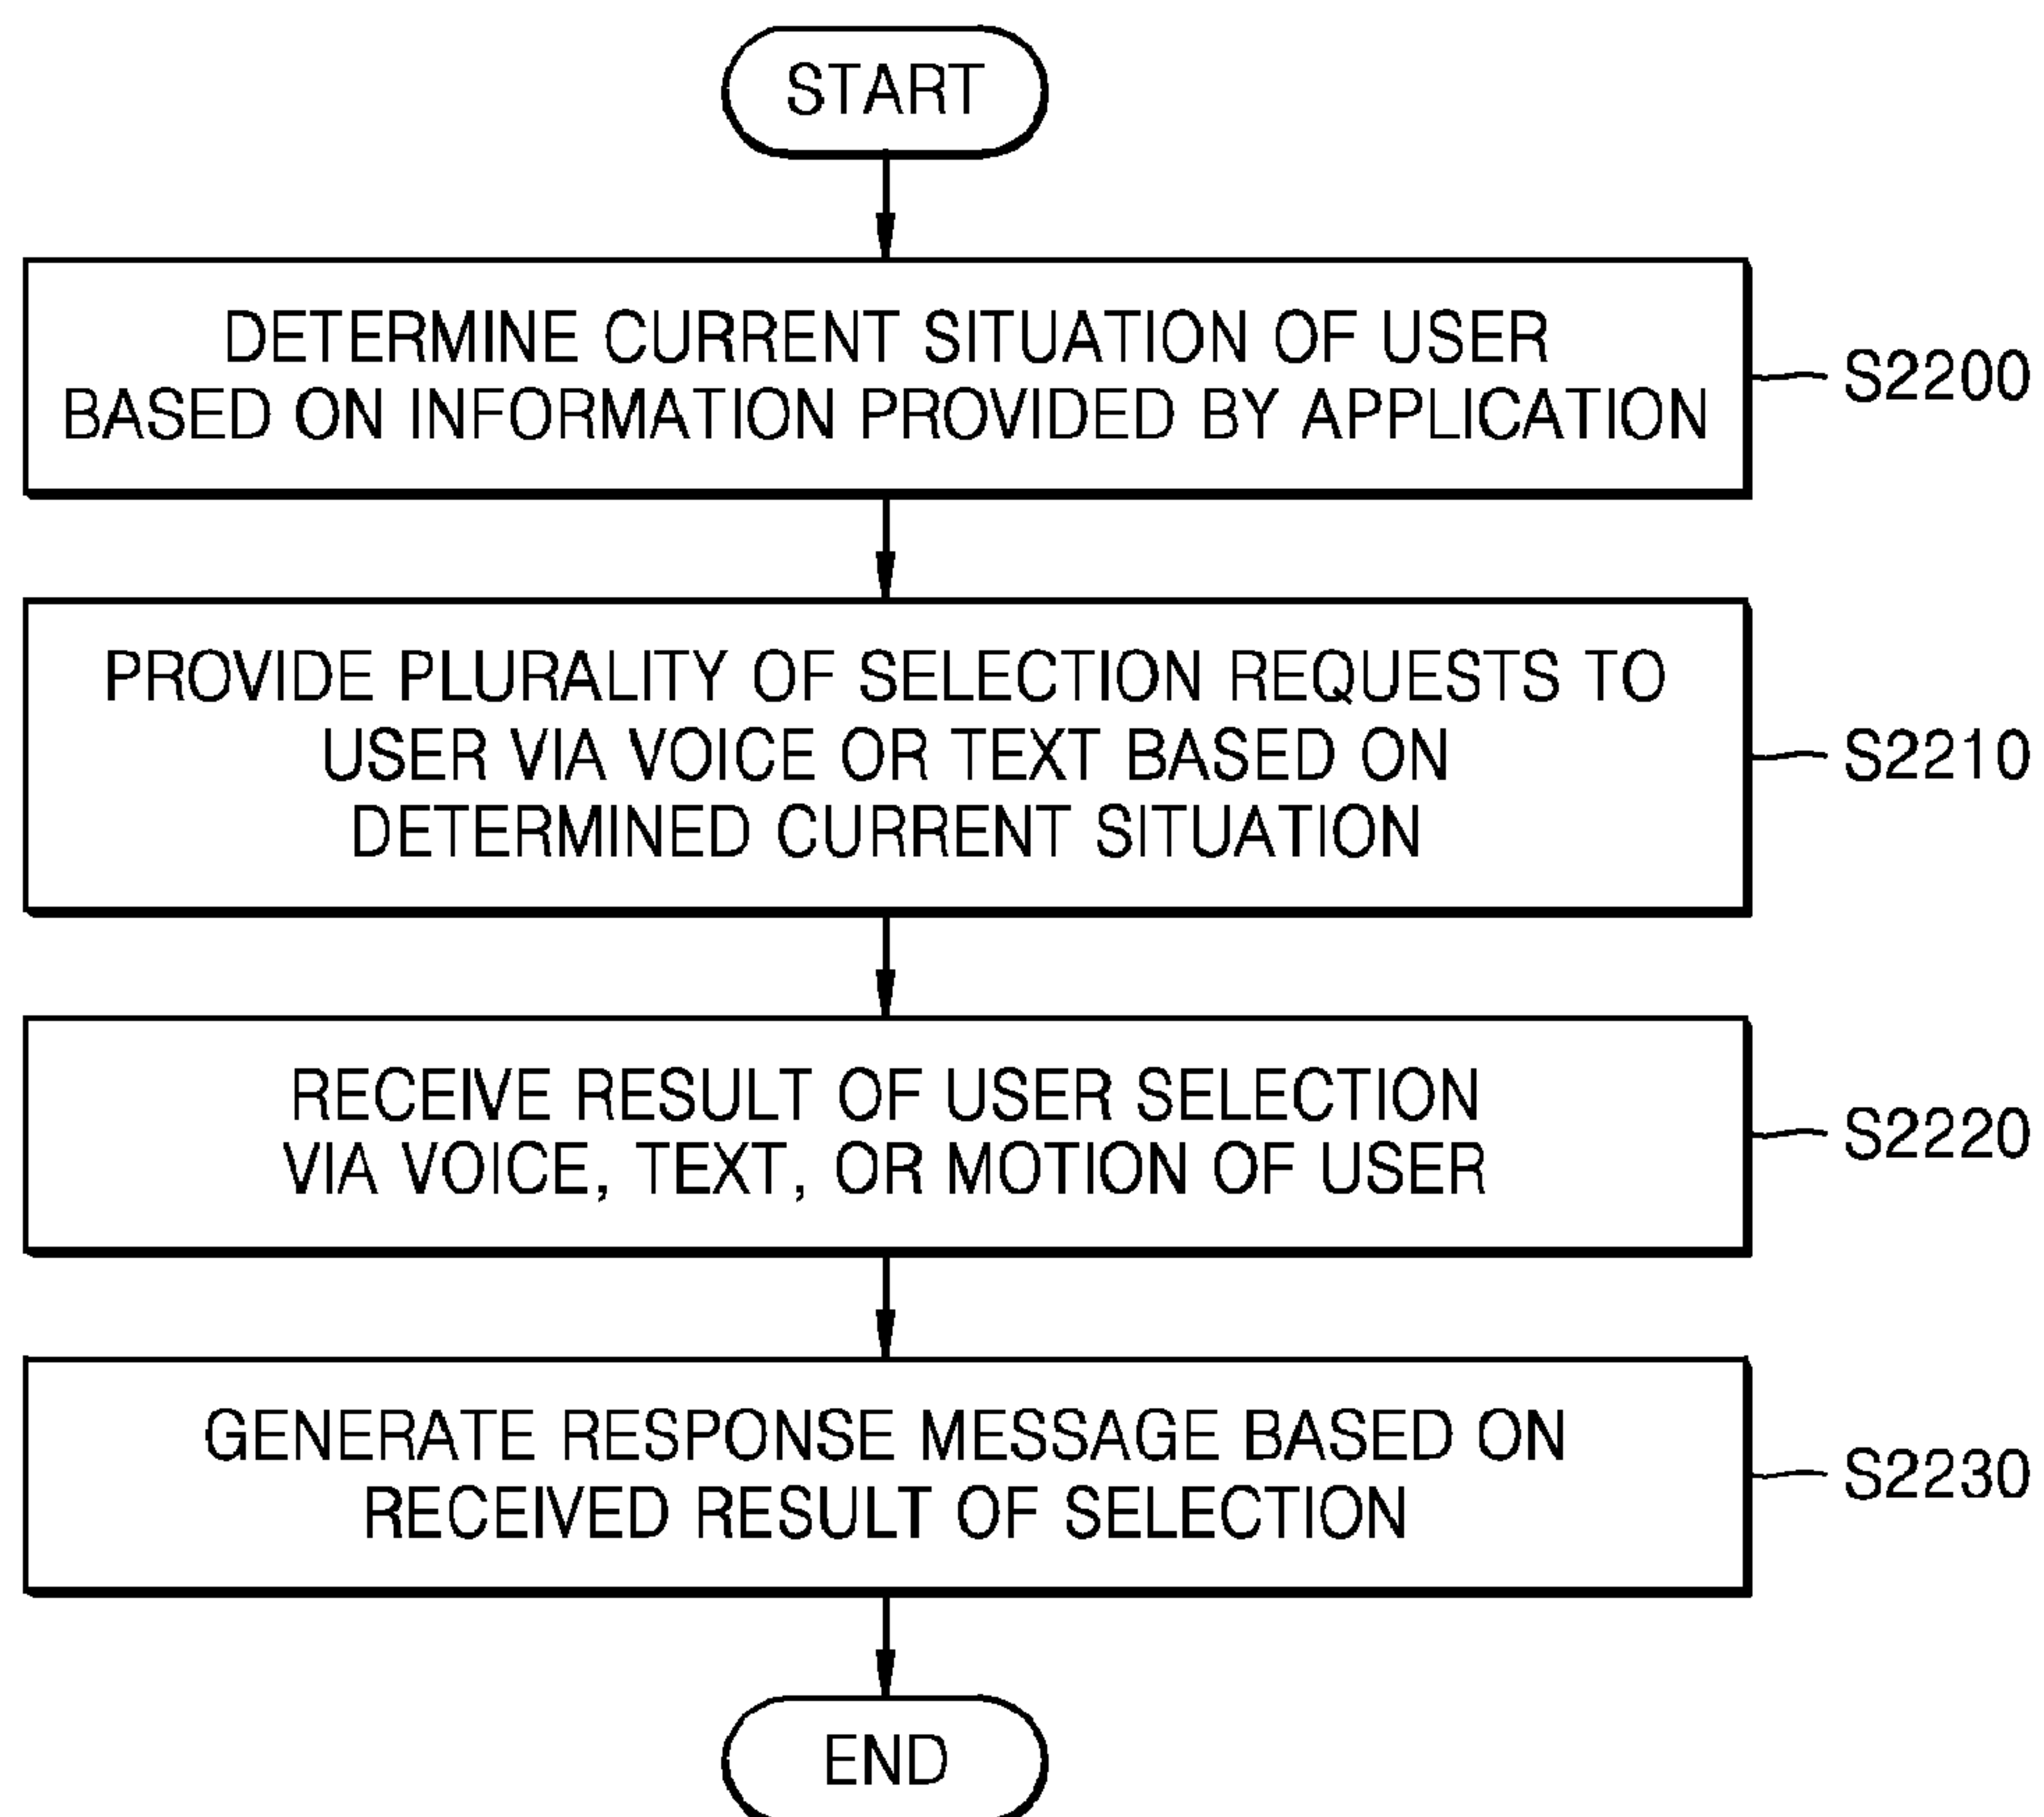 START
DETERMINE CURRENT SITUATION OF USER
BASED ON INFORMATION PROVIDED BY APPLICATION
S2200
PROVIDE PLURALITY OF SELECTION REQUESTS TO
USER VIA VOICE OR TEXT BASED ON
DETERMINED CURRENT SITUATION
S2210
RECEIVE RESULT OF USER SELECTION
VIA VOICE, TEXT, OR MOTION OF USER
S2220
GENERATE RESPONSE MESSAGE BASED ON
RECEIVED RESULT OF SELECTION
S2230
END